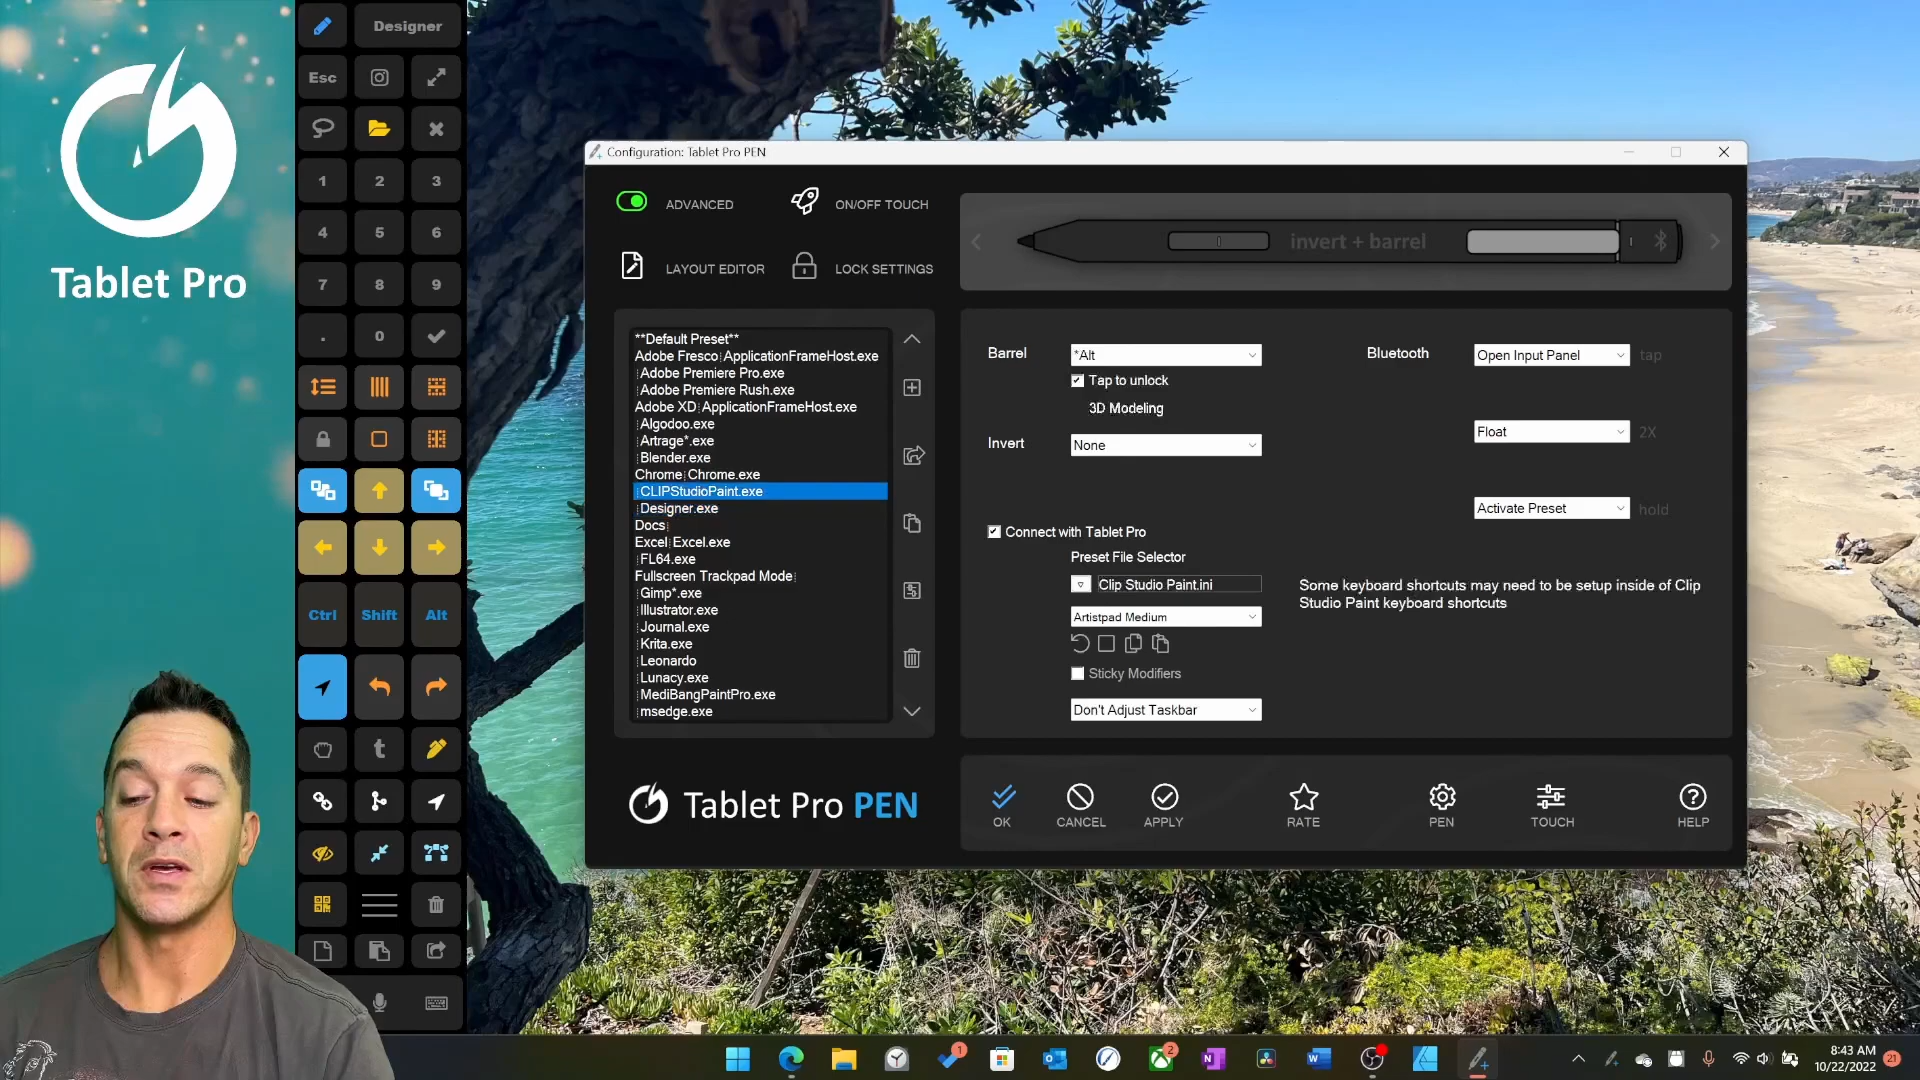 Tablet Pro
Designer
Esc
1 2 3
4 5 6
7 8 9
. 0
Ctrl Shift Alt
t
Configuration: Tablet Pro PEN
ADVANCED
ON/OFF TOUCH
LAYOUT EDITOR
LOCK SETTINGS
invert + barrel
**Default Preset**
Adobe Fresco ApplicationFrameHost.exe
Adobe Premiere Pro.exe
Adobe Premiere Rush.exe
Adobe XD ApplicationFrameHost.exe
Algodoo.exe
Artrage*.exe
Blender.exe
Chrome Chrome.exe
CLIPStudioPaint.exe
Designer.exe
Docs
Excel Excel.exe
FL64.exe
Fullscreen Trackpad Mode
Gimp*.exe
Illustrator.exe
Journal.exe
Krita.exe
Leonardo
Lunacy.exe
MediBangPaintPro.exe
msedge.exe
Barrel
*Alt
Tap to unlock
3D Modeling
Invert
None
Bluetooth
Open Input Panel
tap
Float
2X
Activate Preset
hold
Connect with Tablet Pro
Preset File Selector
Clip Studio Paint.ini
Artistpad Medium
Sticky Modifiers
Don't Adjust Taskbar
Some keyboard shortcuts may need to be setup inside of Clip
Studio Paint keyboard shortcuts
Tablet Pro PEN
OK
CANCEL
APPLY
RATE
PEN
TOUCH
HELP
1
2
8:43 AM
10/22/2022
21